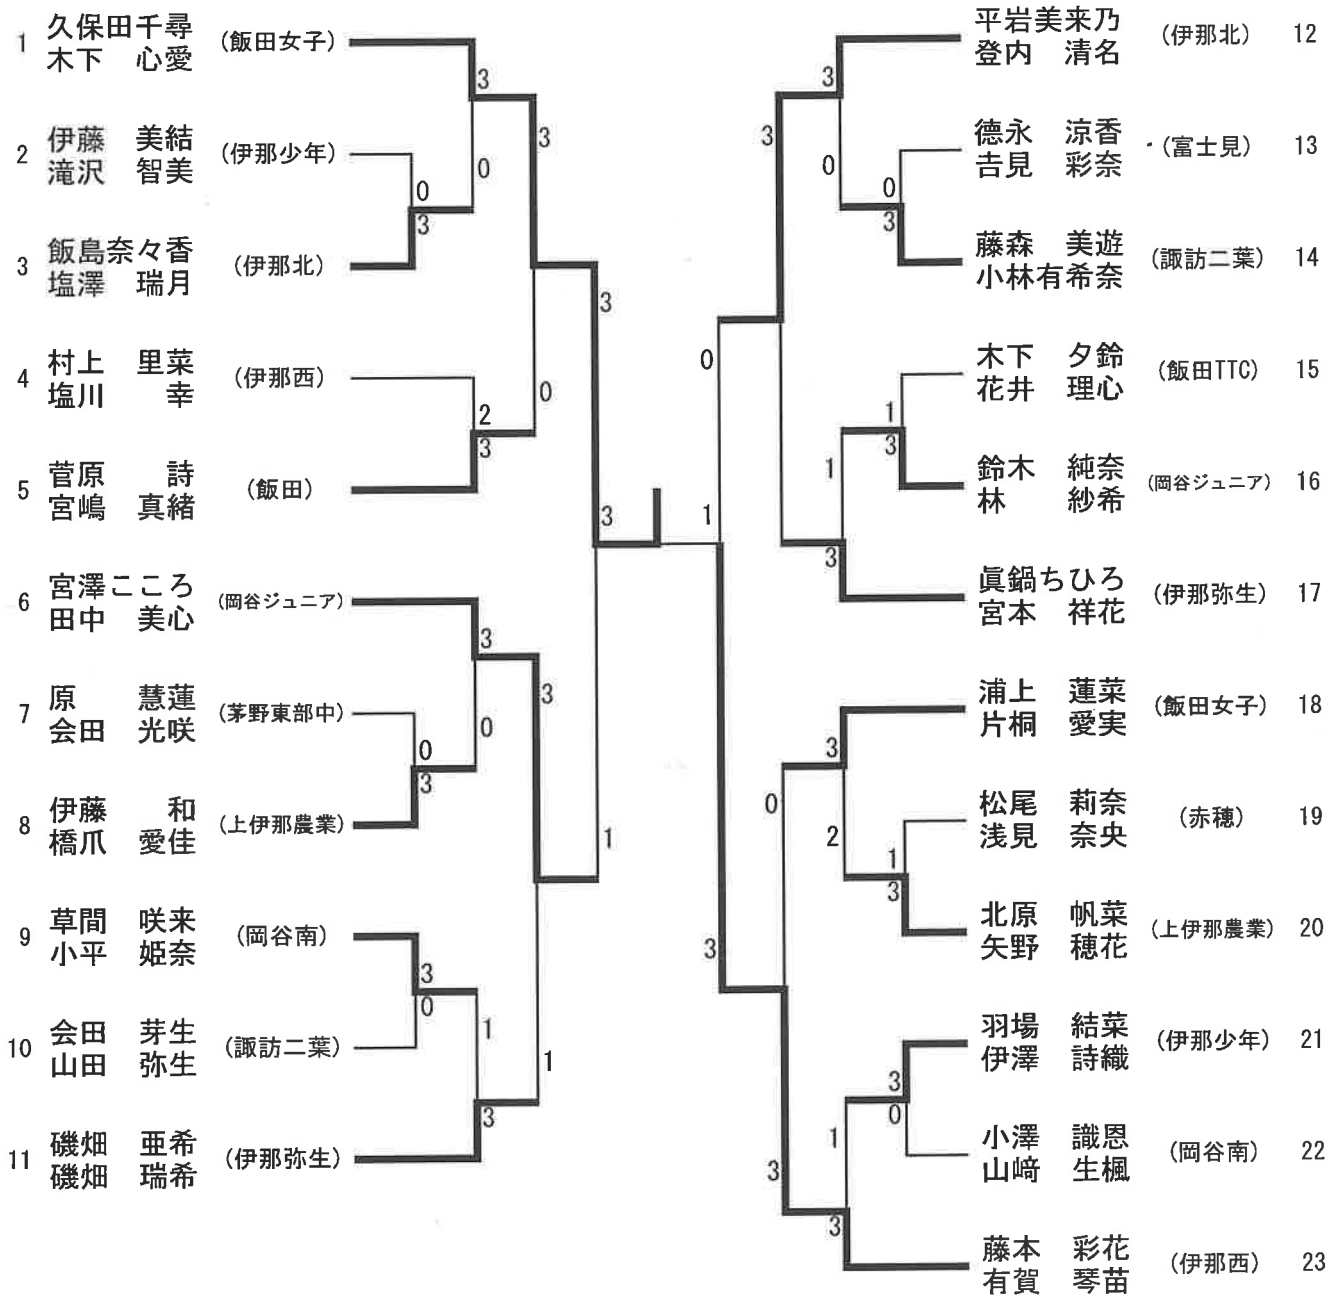 1 久保田千尋 (飯田女子)
木下 心愛
2 伊藤 美結 (伊那少年)
滝沢 智美
3 飯島奈々香 (伊那北)
塩澤 瑞月
4 村上 里菜 (伊那西)
塩川 幸
5 菅原 詩 (飯田)
宮嶋 真緒
6 宮澤こころ (岡谷ジュニア)
田中 美心
7 原 慧蓮 (茅野東部中)
会田 光咲
8 伊藤 和 (上伊那農業)
橋爪 愛佳
9 草間 咲来 (岡谷南)
小平 姫奈
10 会田 芽生 (諏訪二葉)
山田 弥生
11 磯畑 亜希 (伊那弥生)
磯畑 瑞希
3
0
0
3
3
2
3
0
3
3
0
0
3
3
3
0
1
3
1
1
3
平岩美来乃 (伊那北) 12
登内 清名
徳永 涼香 (富士見) 13
吉見 彩奈
藤森 美遊 (諏訪二葉) 14
小林有希奈
木下 夕鈴 (飯田TTC) 15
花井 理心
鈴木 純奈 (岡谷ジュニア) 16
林 紗希
眞鍋ちひろ (伊那弥生) 17
宮本 祥花
浦上 蓮菜 (飯田女子) 18
片桐 愛実
松尾 莉奈 (赤穂) 19
浅見 奈央
北原 帆菜 (上伊那農業) 20
矢野 穂花
羽場 結菜 (伊那少年) 21
伊澤 詩織
小澤 識恩 (岡谷南) 22
山﨑 生楓
藤本 彩花 (伊那西) 23
有賀 琴苗
3
3
0
0
3
0
1
3
1
3
1
3
0
2
1
3
3
3
0
1
3
3